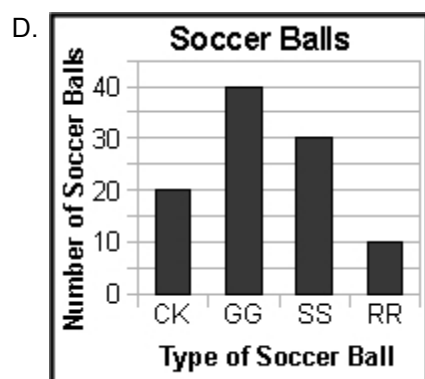 D.
Soccer Balls
Number of Soccer Balls
40
30
20
10
0
CK GG SS RR
Type of Soccer Ball